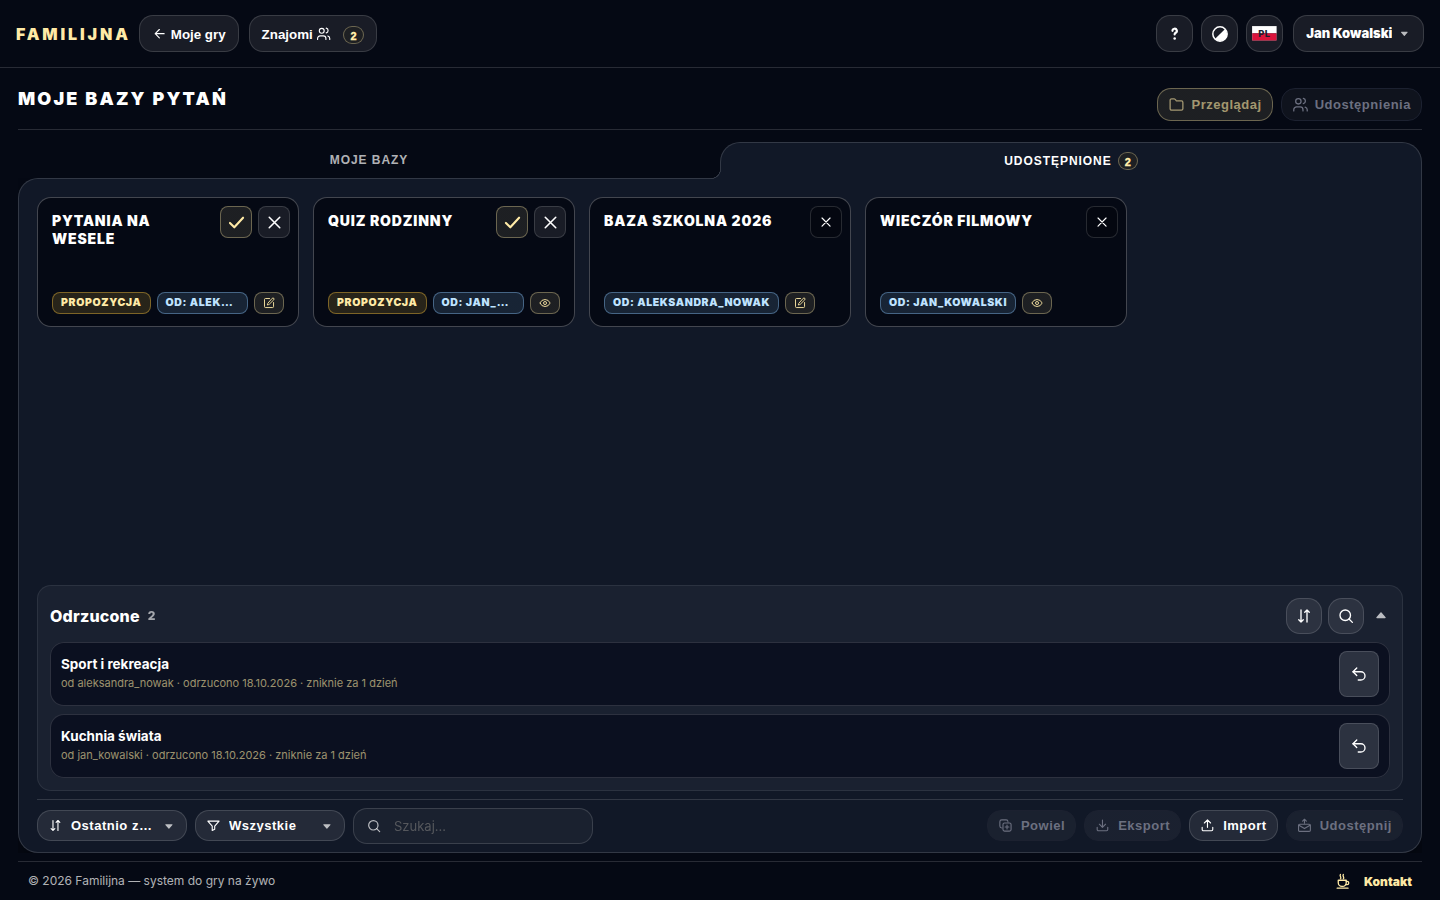 FAMILIJNA
Moje gry
Znajomi 2
?
PL
Jan Kowalski
MOJE BAZY PYTAŃ
Przeglądaj
Udostępnienia
MOJE BAZY
UDOSTĘPNIONE 2
PYTANIA NA
WESELE
PROPOZYCJA
OD: ALEK...
QUIZ RODZINNY
PROPOZYCJA
OD: JAN_...
BAZA SZKOLNA 2026
OD: ALEKSANDRA_NOWAK
WIECZÓR FILMOWY
OD: JAN_KOWALSKI
Odrzucone 2
Sport i rekreacja
od aleksandra_nowak · odrzucono 18.10.2026 · zniknie za 1 dzień
Kuchnia świata
od jan_kowalski · odrzucono 18.10.2026 · zniknie za 1 dzień
Ostatnio z...
Wszystkie
Szukaj...
Powiel
Eksport
Import
Udostępnij
© 2026 Familijna — system do gry na żywo
Kontakt